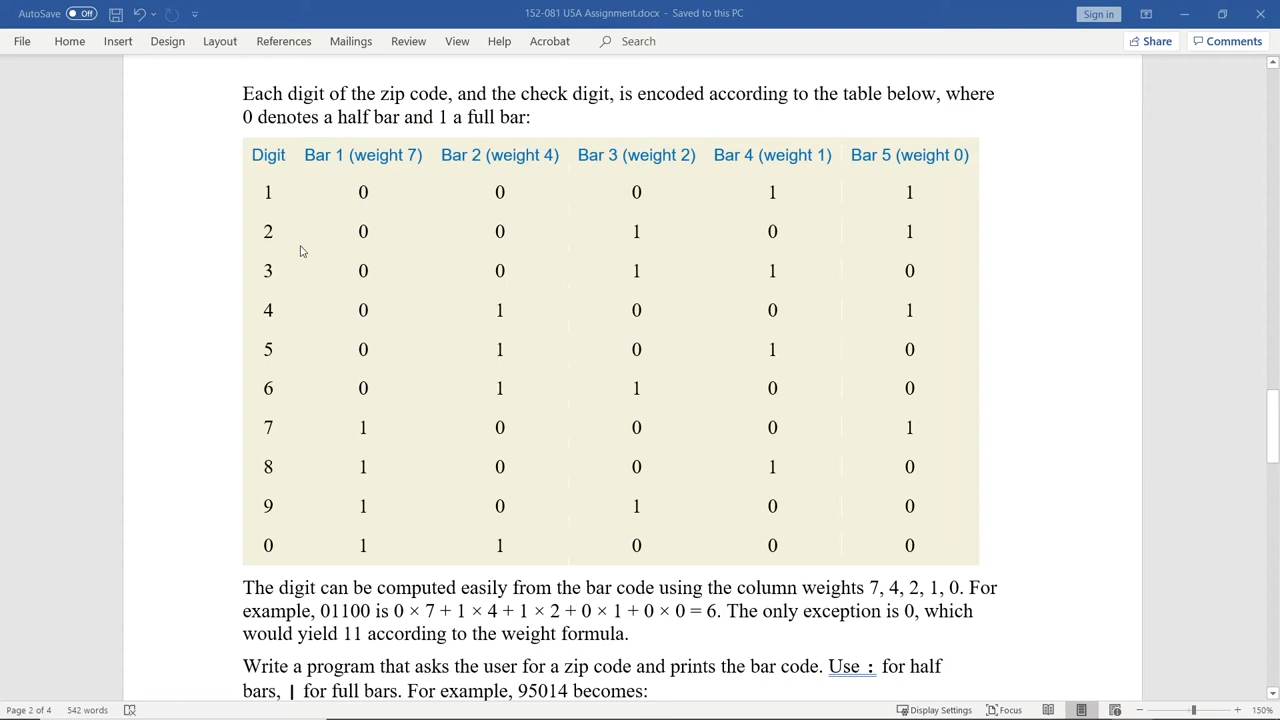 AutoSave Off 152-081 U5A Assignment.docx - Saved to this PC Sign in
File Home Insert Draw Design Layout References Mailings Review View Help Acrobat Search Share Comments
Each digit of the zip code, and the check digit, is encoded according to the table below, where
0 denotes a half bar and 1 a full bar:
Digit Bar 1 (weight 7) Bar 2 (weight 4) Bar 3 (weight 2) Bar 4 (weight 1) Bar 5 (weight 0)
1 0 0 0 1 1
2 0 0 1 0 1
3 0 0 1 1 0
4 0 1 0 0 1
5 0 1 0 1 0
6 0 1 1 0 0
7 1 0 0 0 1
8 1 0 0 1 0
9 1 0 1 0 0
0 1 1 0 0 0
The digit can be computed easily from the bar code using the column weights 7, 4, 2, 1, 0. For
example, 01100 is 0 × 7 + 1 × 4 + 1 × 2 + 0 × 1 + 0 × 0 = 6. The only exception is 0, which
would yield 11 according to the weight formula.
Write a program that asks the user for a zip code and prints the bar code. Use : for half
bars, | for full bars. For example, 95014 becomes:
Page 2 of 4 542 words Display Settings Focus 150%